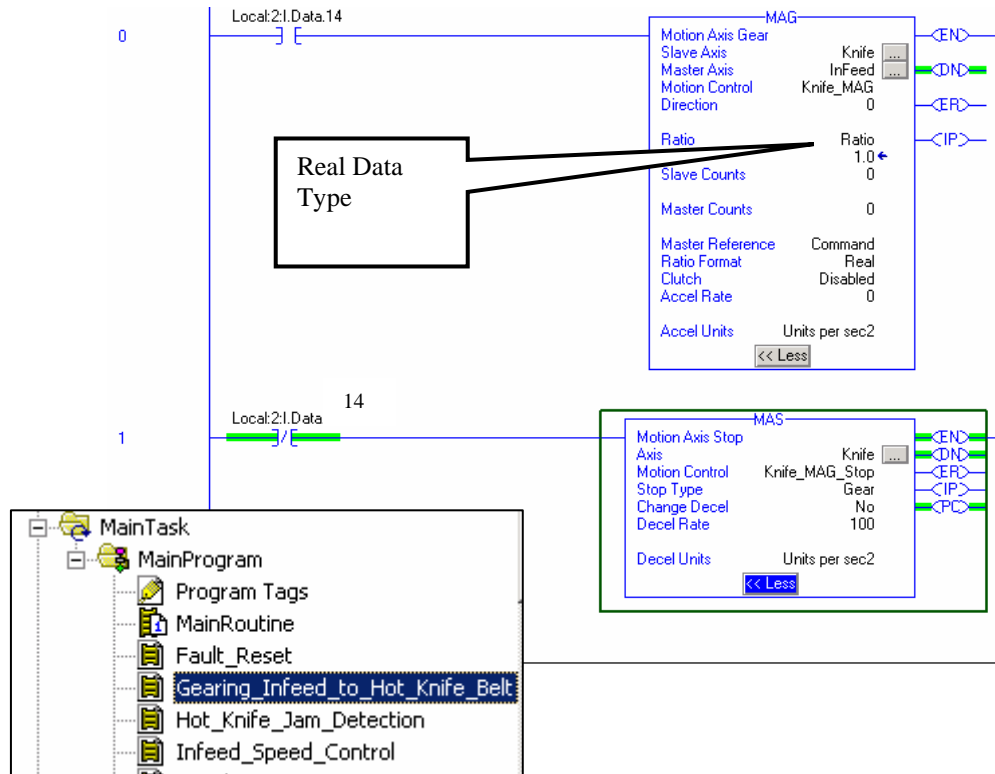 Local:2:I.Data.14
0
MAG
Motion Axis Gear
Slave Axis Knife ...
Master Axis InFeed ...
Motion Control Knife_MAG
Direction 0
Ratio Ratio
1.0
Slave Counts 0
Master Counts 0
Master Reference Command
Ratio Format Real
Clutch Disabled
Accel Rate 0
Accel Units Units per sec2
<< Less
EN
DN
ER
IP
Real Data
Type
14
Local:2:I.Data
1
MAS
Motion Axis Stop
Axis Knife ...
Motion Control Knife_MAG_Stop
Stop Type Gear
Change Decel No
Decel Rate 100
Decel Units Units per sec2
<< Less
EN
DN
ER
IP
PC
MainTask
MainProgram
Program Tags
MainRoutine
Fault_Reset
Gearing_Infeed_to_Hot_Knife_Belt
Hot_Knife_Jam_Detection
Infeed_Speed_Control